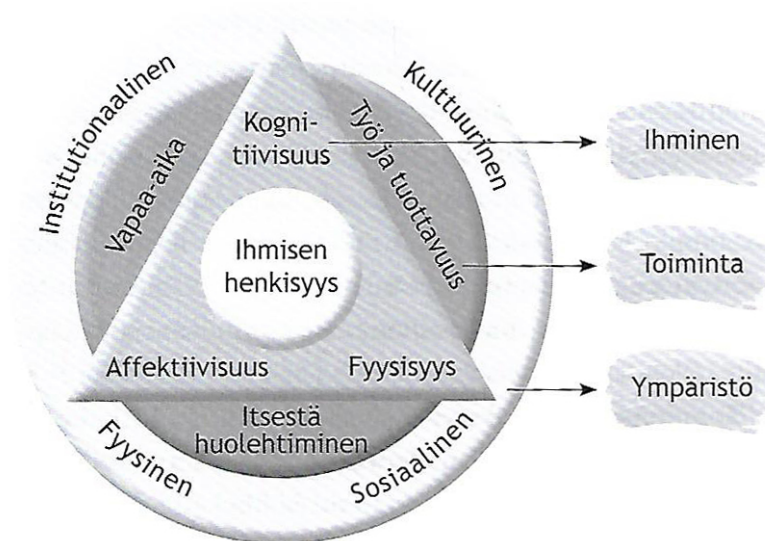 Institutionaalinen
Kulttuurinen
Vapaa-aika
Kogni-
tiivisuus
Työ ja tuottavuus
Ihminen
Ihmisen
henkisyys
Toiminta
Affektiivisuus
Fyysisyys
Ympäristö
Itsestä
huolehtiminen
Fyysinen
Sosiaalinen